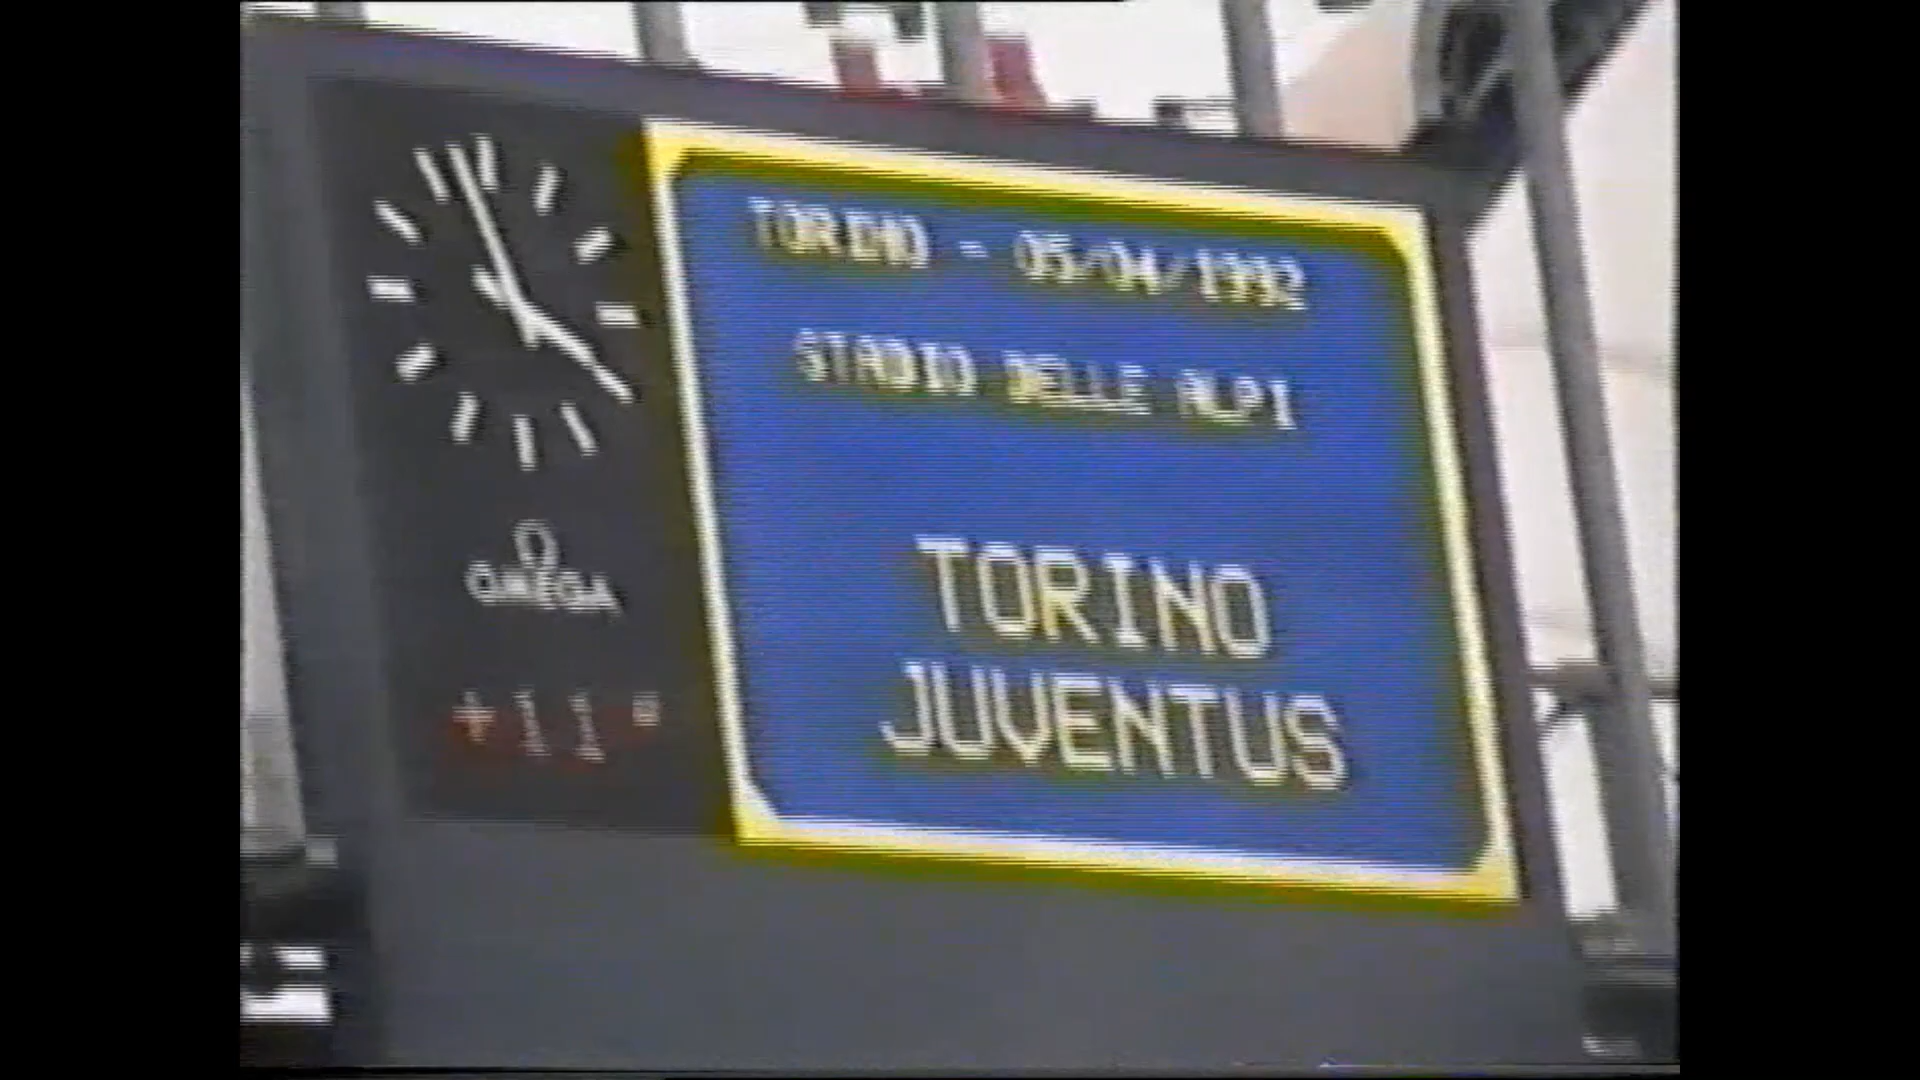 TORINO - 05/04/1992
STADIO DELLE ALPI
TORINO
JUVENTUS
OMEGA
+11°